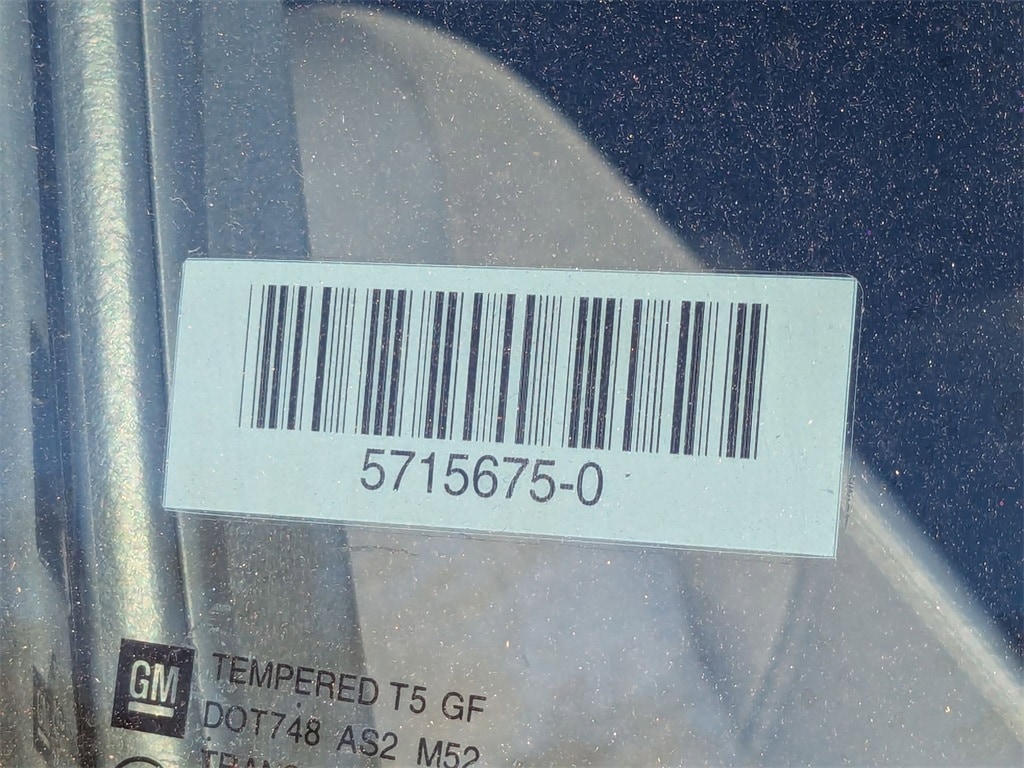 5715675-0
GM
TEMPERED T5 GF
DOT748 AS2 M52